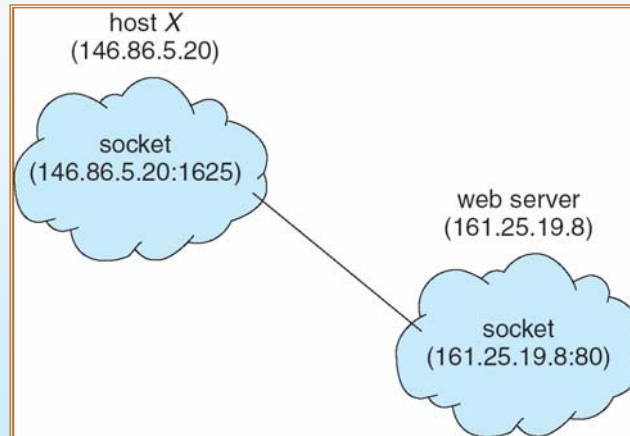 host X
(146.86.5.20)
socket
(146.86.5.20:1625)
web server
(161.25.19.8)
socket
(161.25.19.8:80)